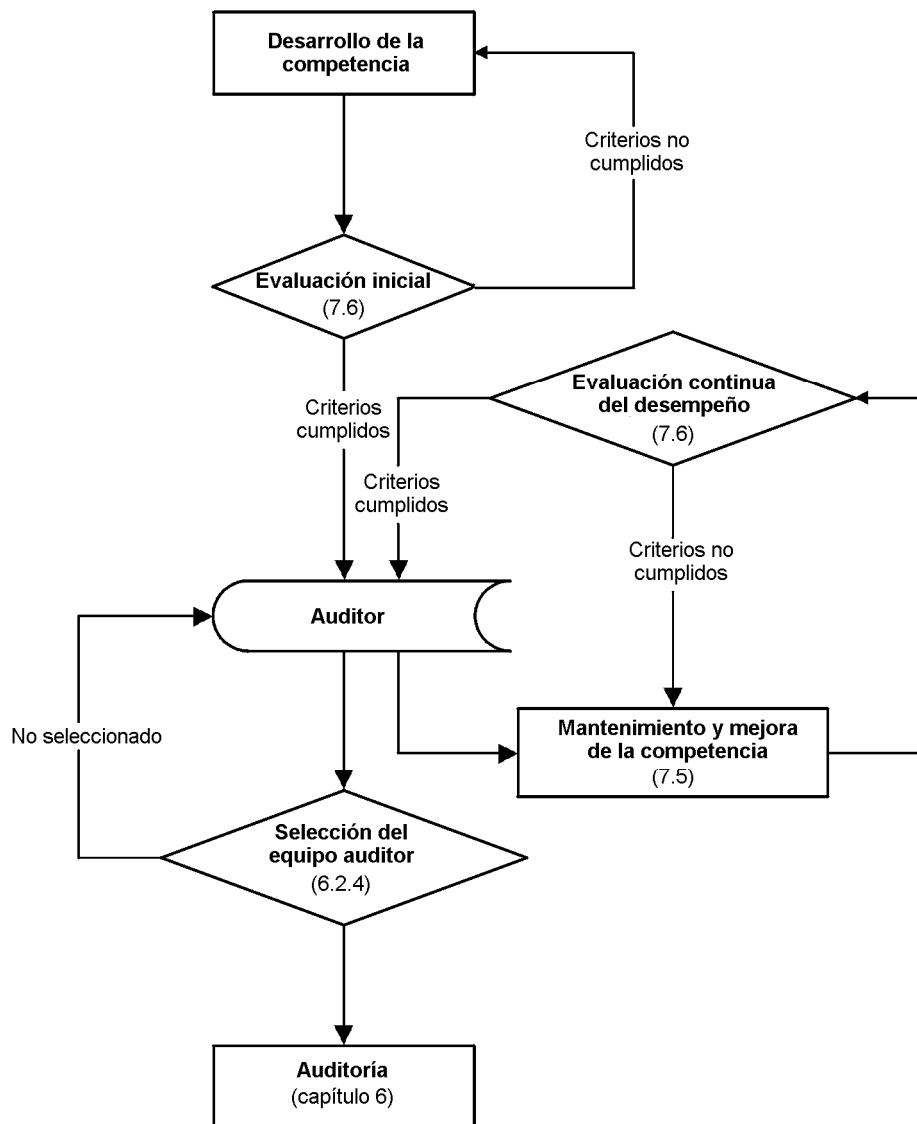 Desarrollo de la
competencia
Criterios no
cumplidos
Evaluación inicial
(7.6)
Evaluación continua
del desempeño
(7.6)
Criterios
cumplidos
Criterios
cumplidos
Criterios no
cumplidos
Auditor
No seleccionado
Mantenimiento y mejora
de la competencia
(7.5)
Selección del
equipo auditor
(6.2.4)
Auditoría
(capítulo 6)